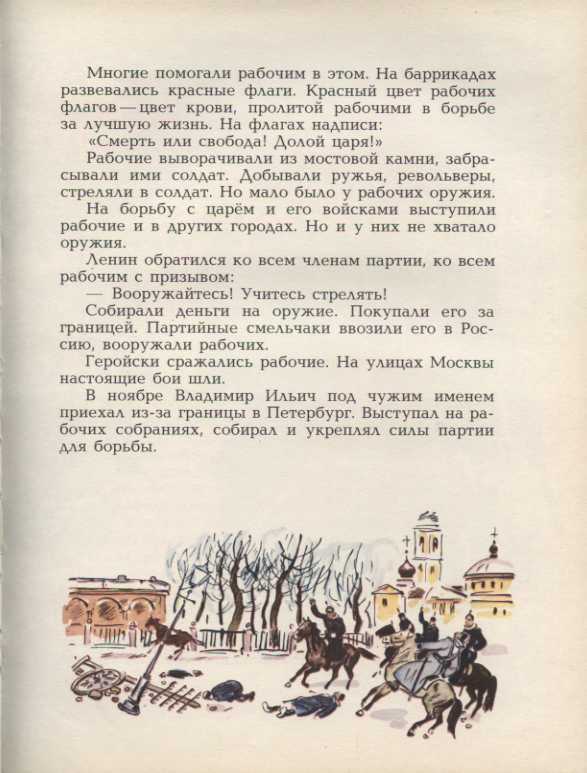 Многие помогали рабочим в этом. На баррикадах
развевались красные флаги. Красный цвет рабочих
флагов — цвет крови, пролитой рабочими в борьбе
за лучшую жизнь. На флагах надписи:
«Смерть или свобода! Долой царя!»
Рабочие выворачивали из мостовой камни, забра-
сывали ими солдат. Добывали ружья, револьверы,
стреляли в солдат. Но мало было у рабочих оружия.
На борьбу с царём и его войсками выступили
рабочие и в других городах. Но и у них не хватало
оружия.
Ленин обратился ко всем членам партии, ко всем
рабочим с призывом:
— Вооружайтесь! Учитесь стрелять!
Собирали деньги на оружие. Покупали его за
границей. Партийные смельчаки ввозили его в Рос-
сию, вооружали рабочих.
Геройски сражались рабочие. На улицах Москвы
настоящие бои шли.
В ноябре Владимир Ильич под чужим именем
приехал из-за границы в Петербург. Выступал на ра-
бочих собраниях, собирал и укреплял силы партии
для борьбы.